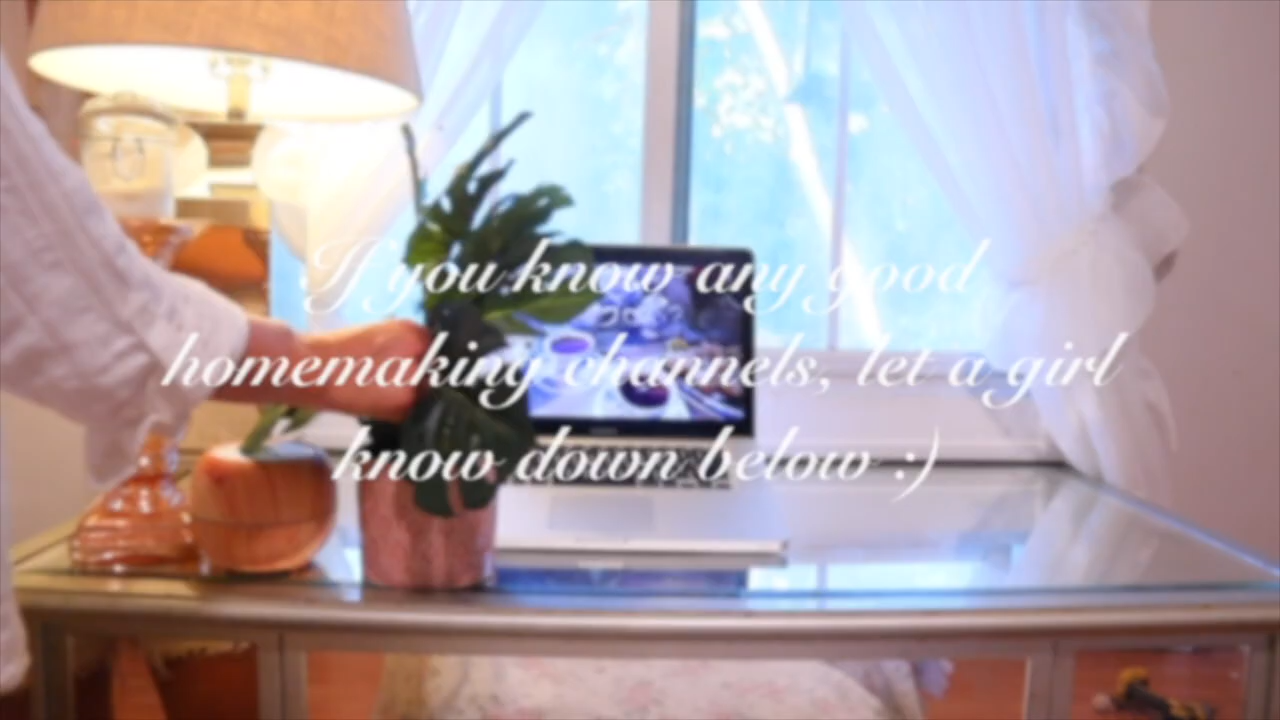 If you know any good
homemaking channels, let a girl
know down below :)